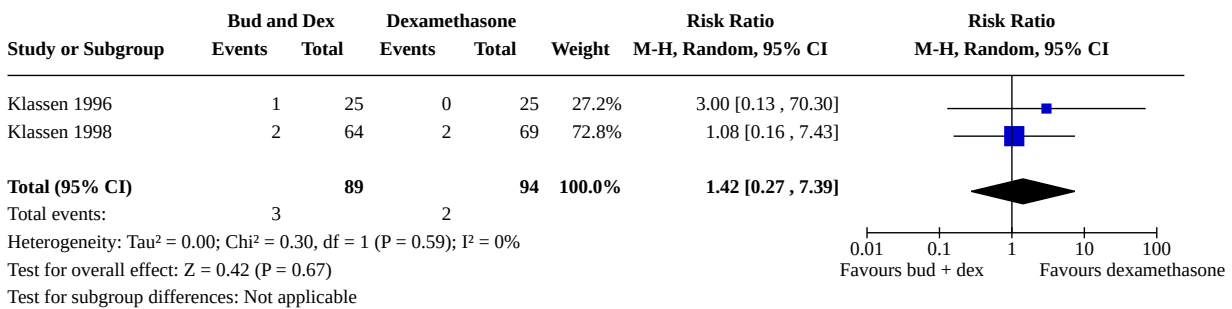 Bud and Dex Dexamethasone Risk Ratio Risk Ratio
Study or Subgroup Events Total Events Total Weight M-H, Random, 95% CI M-H, Random, 95% CI
Klassen 1996 1 25 0 25 27.2% 3.00 [0.13 , 70.30]
Klassen 1998 2 64 2 69 72.8% 1.08 [0.16 , 7.43]
Total (95% CI) 89 94 100.0% 1.42 [0.27 , 7.39]
Total events: 3 2
Heterogeneity: Tau² = 0.00; Chi² = 0.30, df = 1 (P = 0.59); I² = 0%
0.01 0.1 1 10 100
Test for overall effect: Z = 0.42 (P = 0.67) Favours bud + dex Favours dexamethasone
Test for subgroup differences: Not applicable